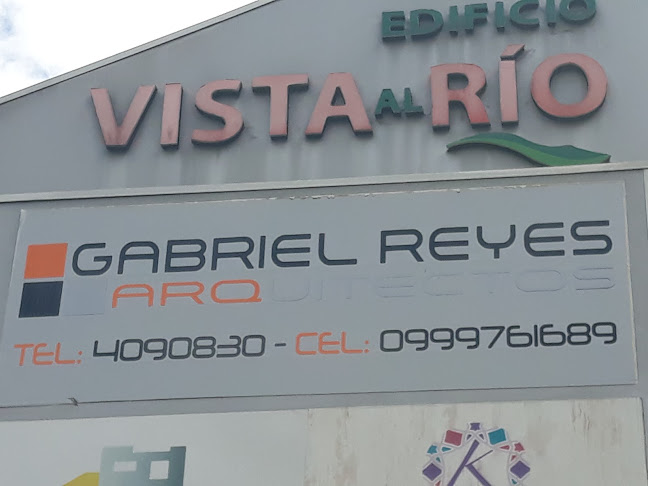 EDIFICIO
VISTA AL RÍO
GABRIEL REYES
ARQUITECTOS
TEL: 4090830 - CEL: 0999761689
K